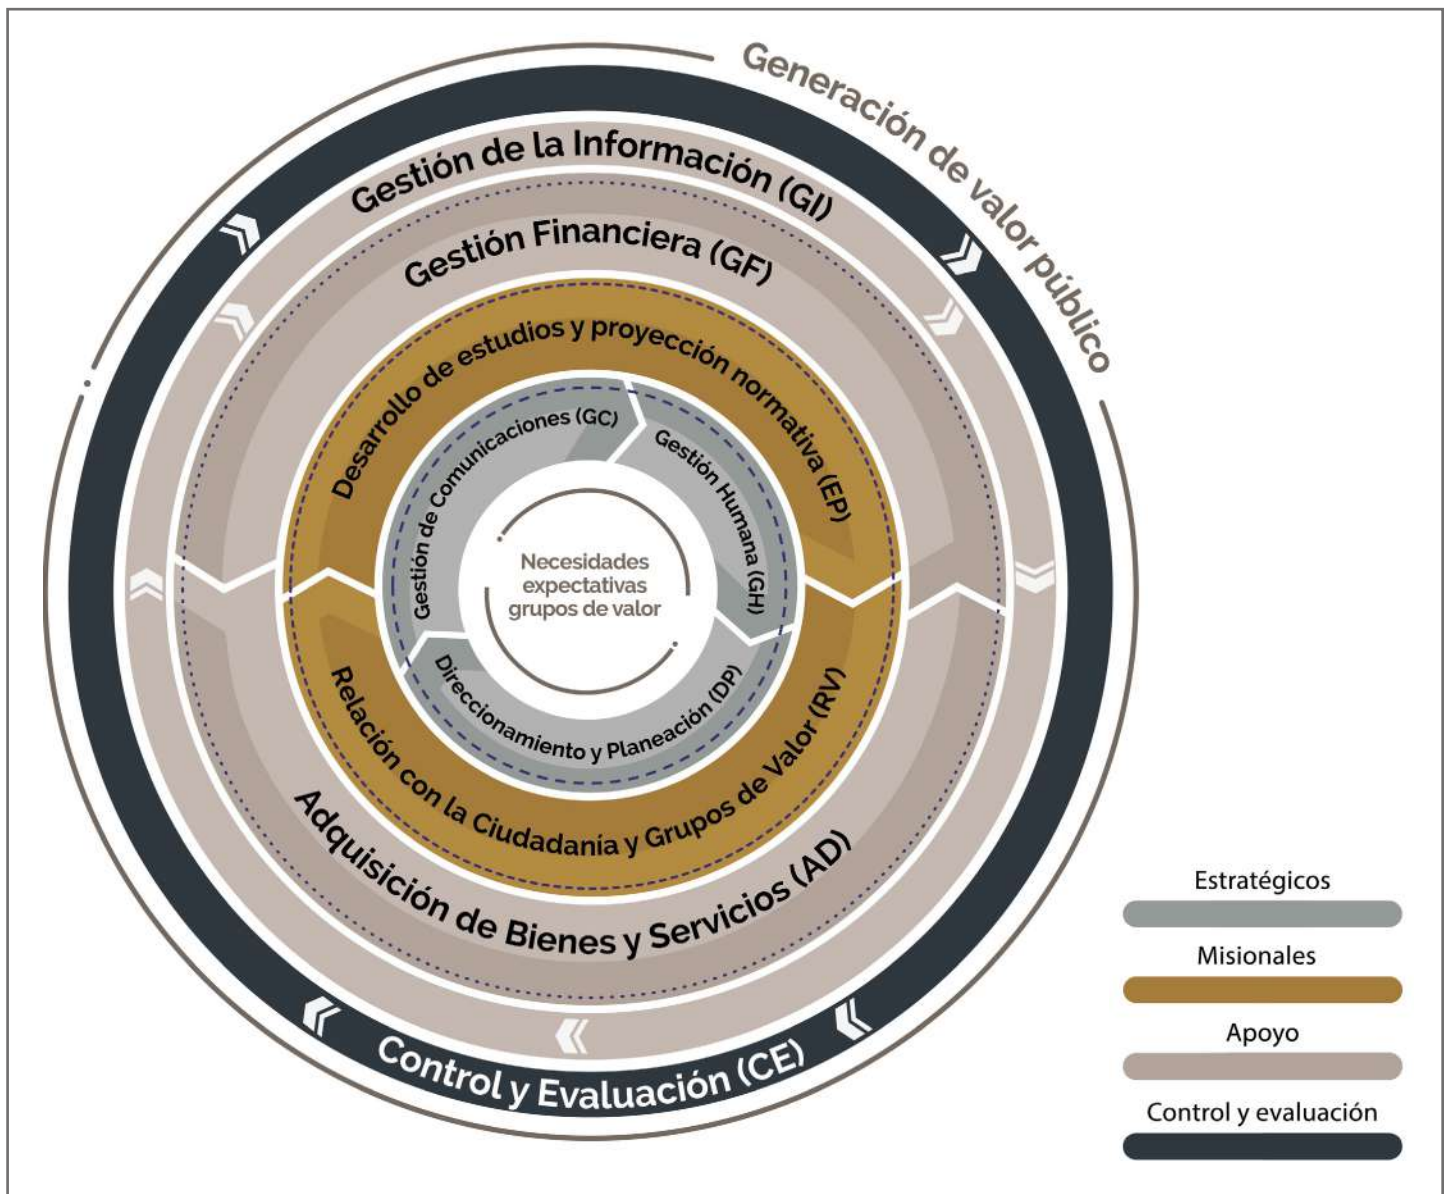 Generación de valor público
Gestión de la Información (GI)
Gestión Financiera (GF)
Desarrollo de estudios y proyección normativa (EP)
Gestión de Comunicaciones (GC)
Gestión Humana (GH)
Necesidades
expectativas
grupos de valor
Direccionamiento y Planeación (DP)
Relación con la Ciudadanía y Grupos de Valor (RV)
Adquisición de Bienes y Servicios (AD)
Control y Evaluación (CE)
Estratégicos
Misionales
Apoyo
Control y evaluación